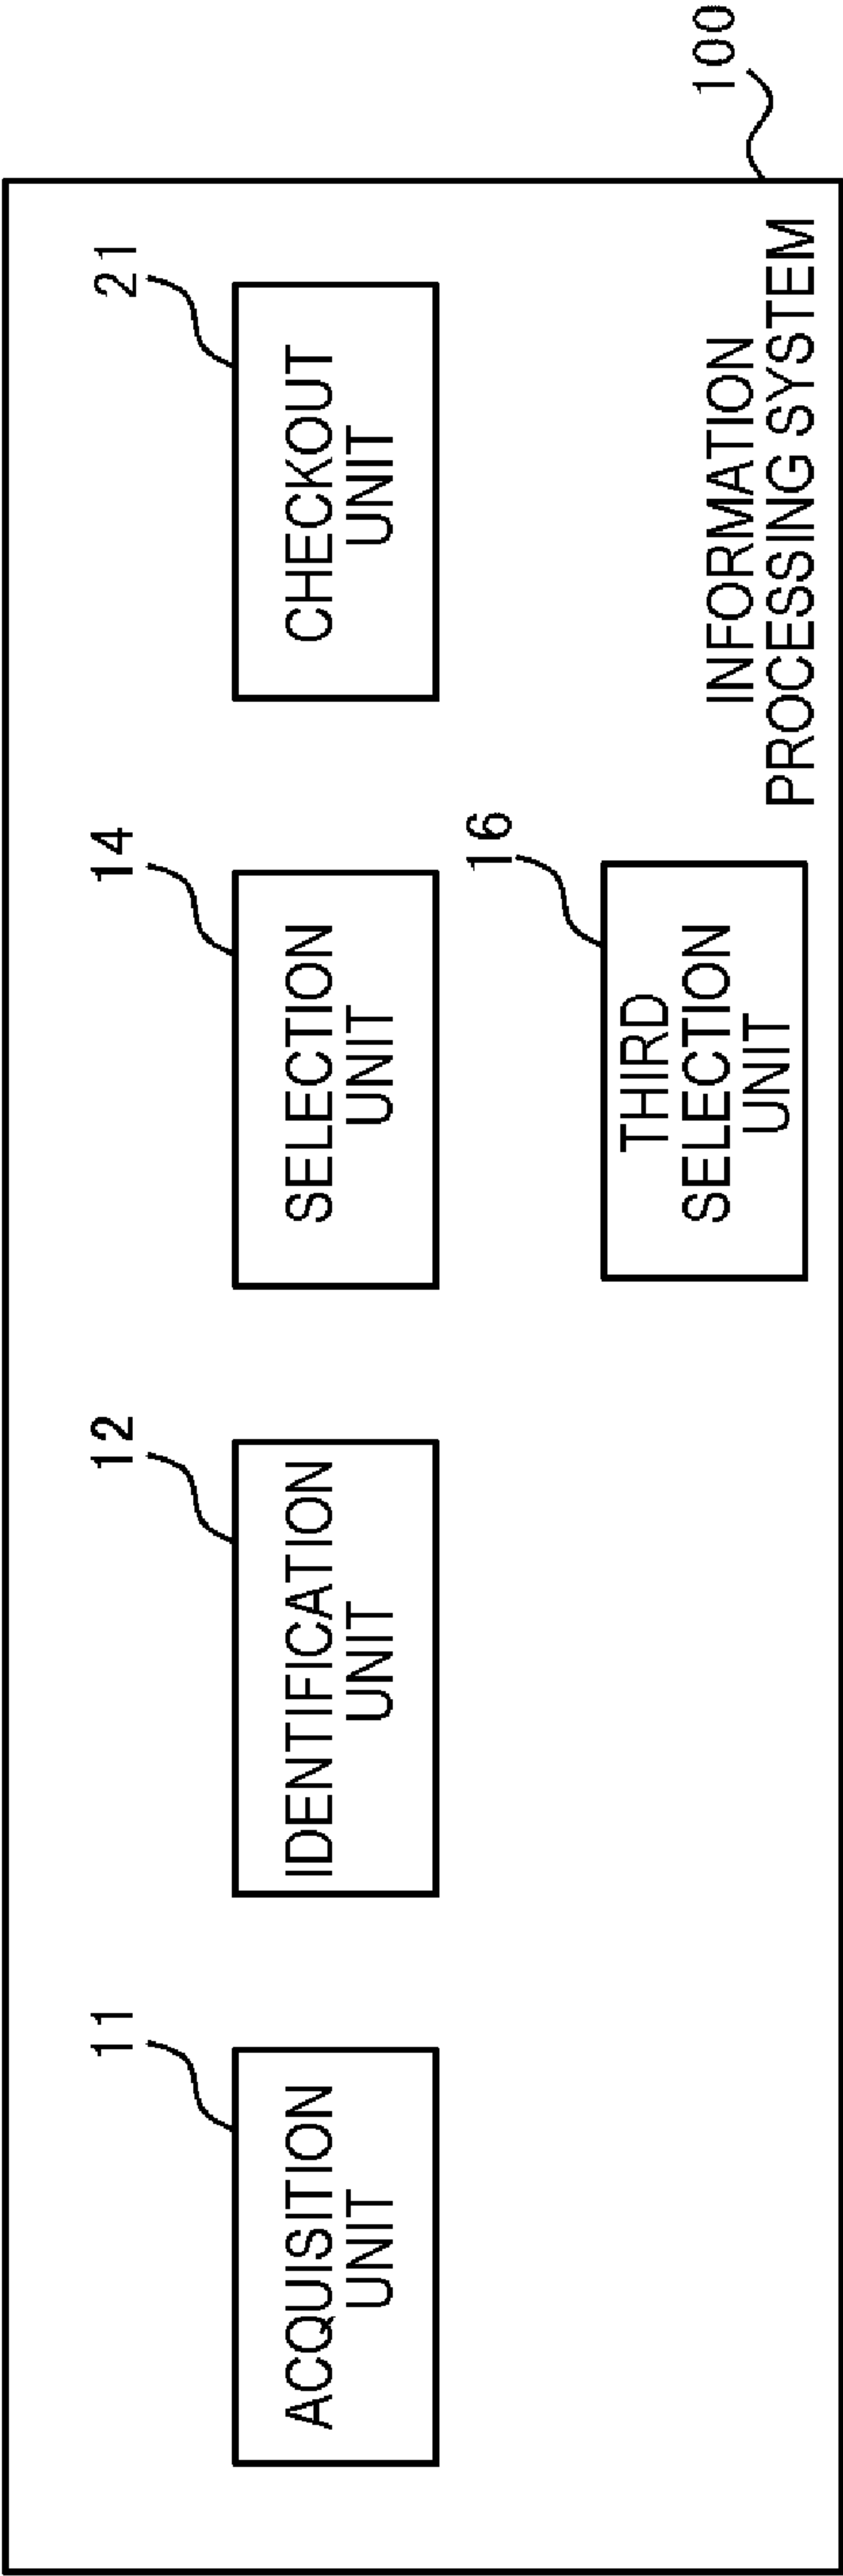 100
11
12
14
21
ACQUISITION
UNIT
IDENTIFICATION
UNIT
SELECTION
UNIT
CHECKOUT
UNIT
16
THIRD
SELECTION
UNIT
INFORMATION
PROCESSING SYSTEM